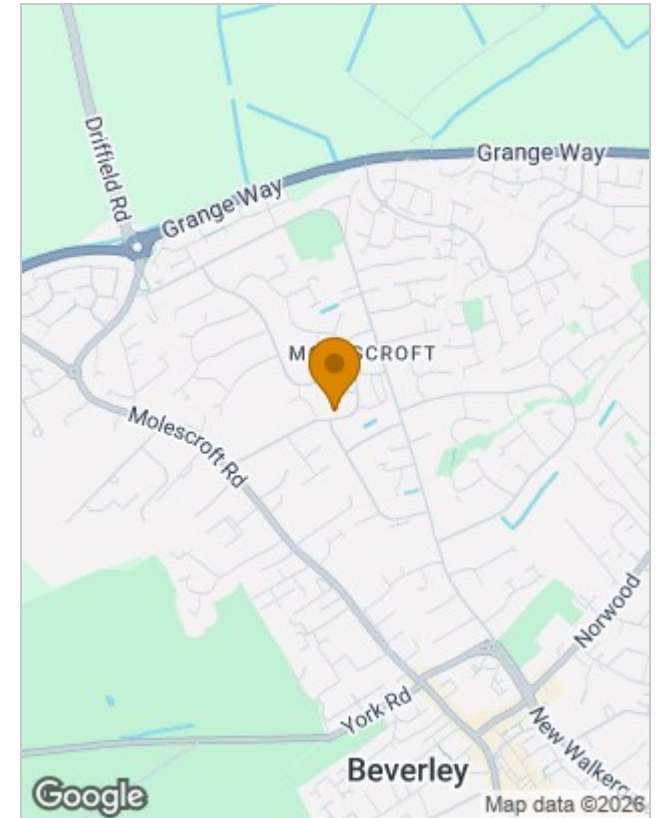 Driffield Rd
Grange Way
Grange Way
SCROFT
Molescroft Rd
Norwood
York Rd
New Walkerg
Beverley
Google
Map data ©2026